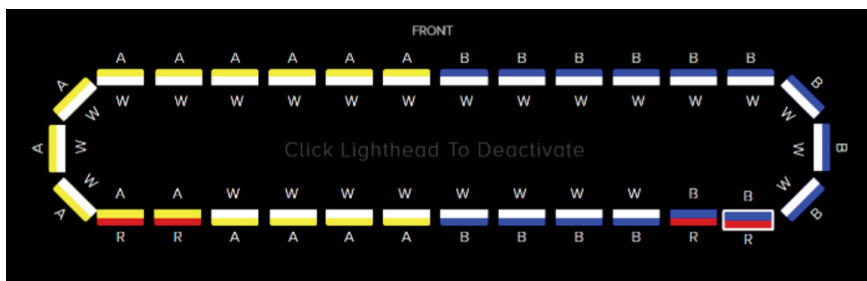 FRONT
A A A A A A B B B B B B
A W W W W W W W W W W W W B
W W
A W Click Lighthead To Deactivate W B
W W
A A A W W W W W W W W B B B
R R A A A A B B B B R R